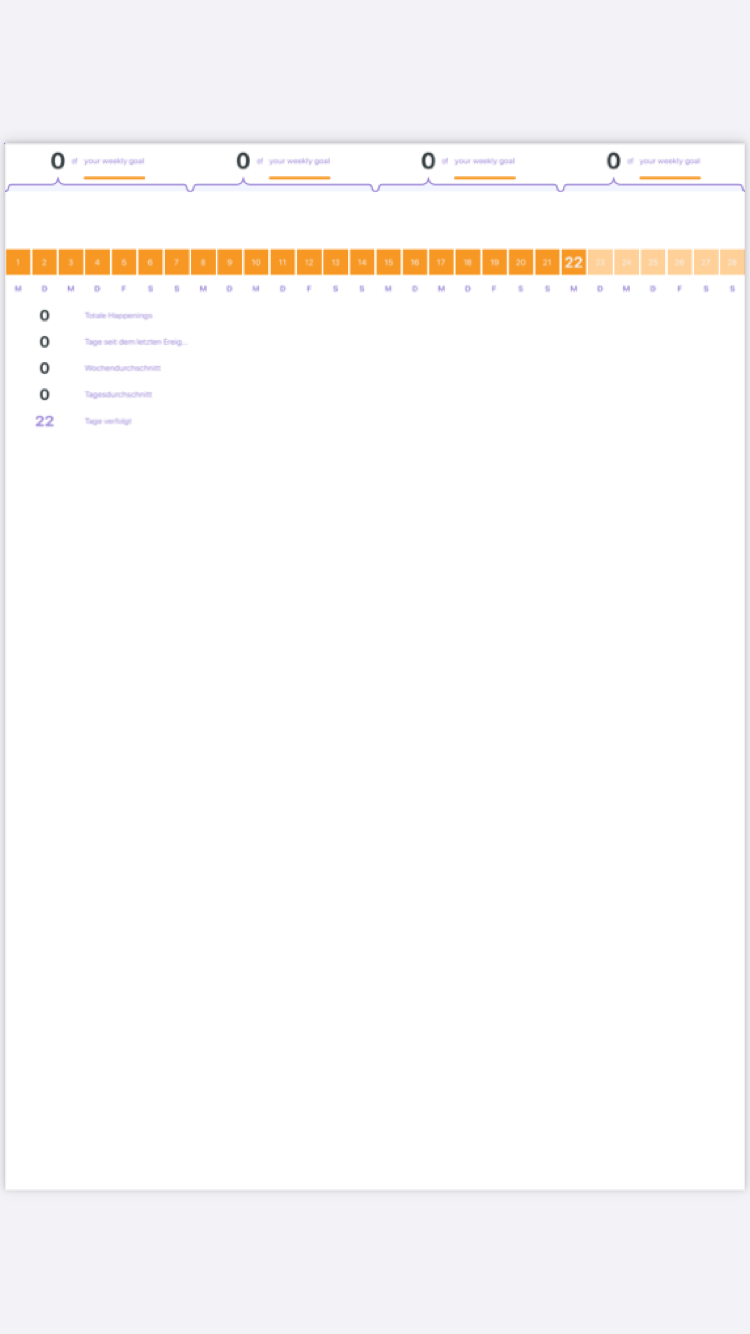 0 of your weekly goal 0 of your weekly goal 0 of your weekly goal 0 of your weekly goal
1 2 3 4 5 6 7 8 9 10 11 12 13 14 15 16 17 18 19 20 21 22 23 24 25 26 27 28
M D M D F S S M D M D F S S M D M D F S S M D M D F S S
0 Totale Happenings
0 Tage seit dem letzten Ereig...
0 Wochendurchschnitt
0 Tagesdurchschnitt
22 Tage verfolgt